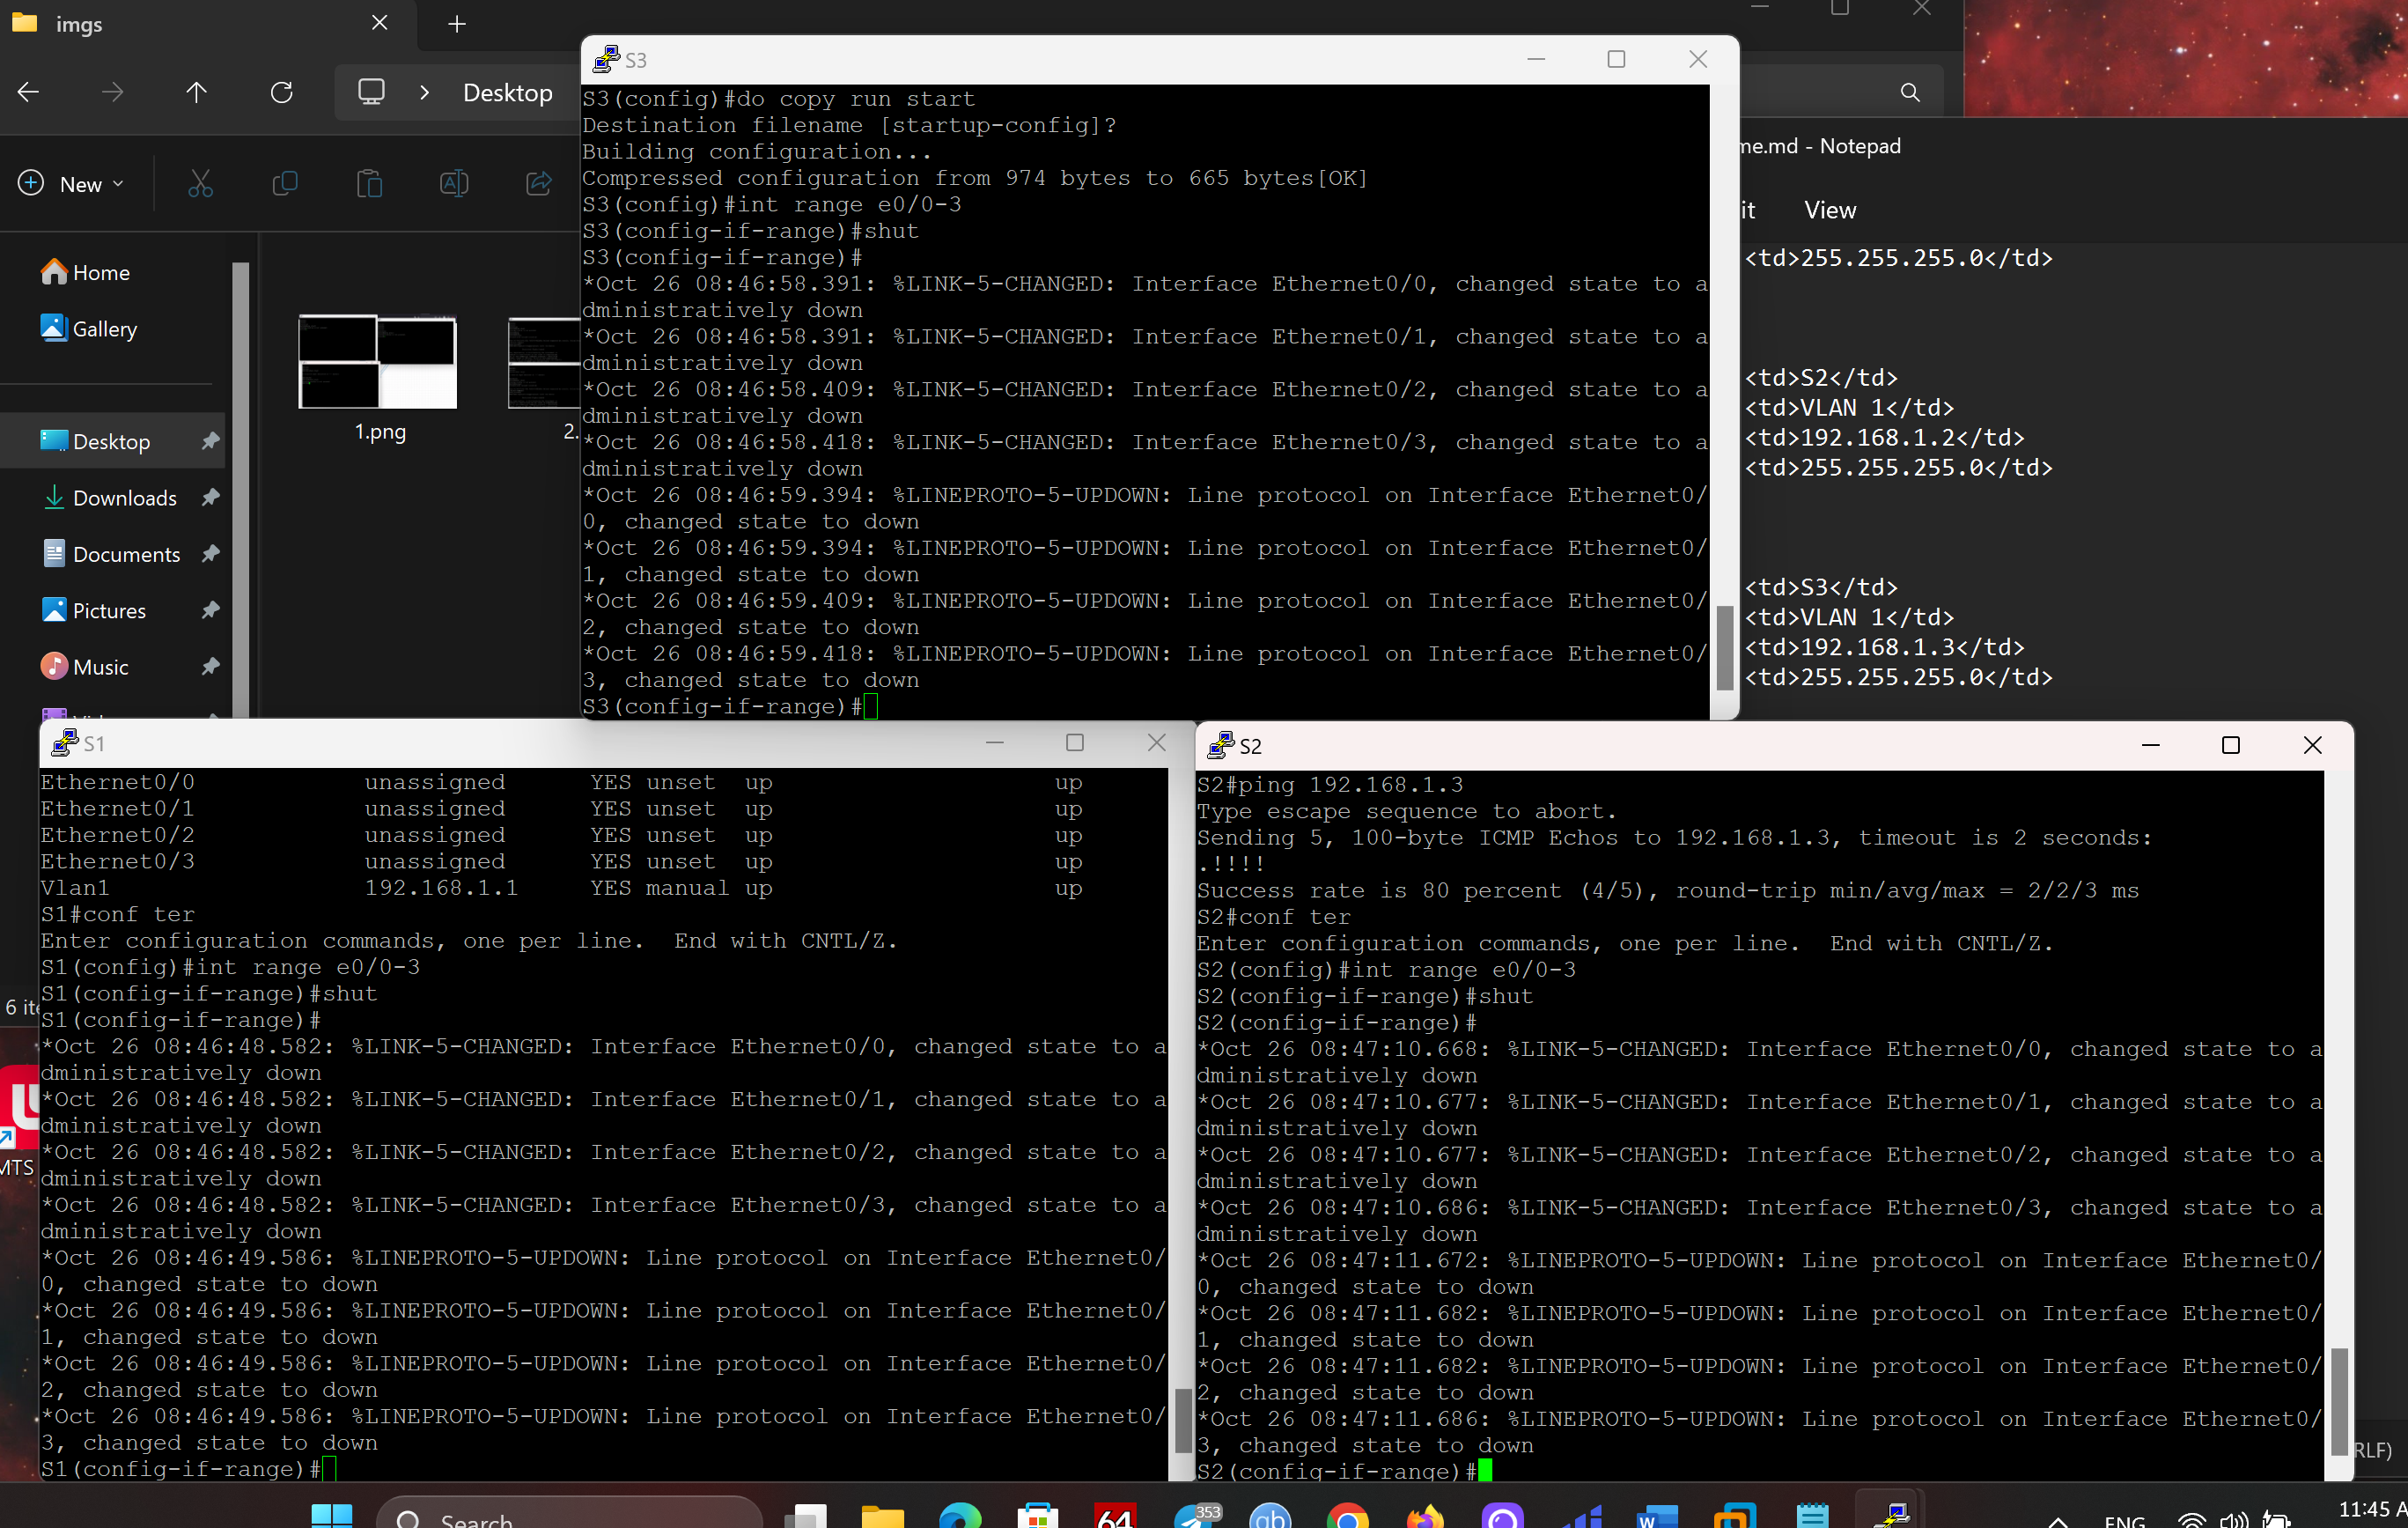 imgs
Desktop
New
Home
Gallery
Desktop
Downloads
Documents
Pictures
Music
1.png
2.
S3
S3(config)#do copy run start
Destination filename [startup-config]?
Building configuration...
Compressed configuration from 974 bytes to 665 bytes[OK]
S3(config)#int range e0/0-3
S3(config-if-range)#shut
S3(config-if-range)#
*Oct 26 08:46:58.391: %LINK-5-CHANGED: Interface Ethernet0/0, changed state to a
dministratively down
*Oct 26 08:46:58.391: %LINK-5-CHANGED: Interface Ethernet0/1, changed state to a
dministratively down
*Oct 26 08:46:58.409: %LINK-5-CHANGED: Interface Ethernet0/2, changed state to a
dministratively down
*Oct 26 08:46:58.418: %LINK-5-CHANGED: Interface Ethernet0/3, changed state to a
dministratively down
*Oct 26 08:46:59.394: %LINEPROTO-5-UPDOWN: Line protocol on Interface Ethernet0/
0, changed state to down
*Oct 26 08:46:59.394: %LINEPROTO-5-UPDOWN: Line protocol on Interface Ethernet0/
1, changed state to down
*Oct 26 08:46:59.409: %LINEPROTO-5-UPDOWN: Line protocol on Interface Ethernet0/
2, changed state to down
*Oct 26 08:46:59.418: %LINEPROTO-5-UPDOWN: Line protocol on Interface Ethernet0/
3, changed state to down
S3(config-if-range)#
me.md - Notepad
it View
<td>255.255.255.0</td>
<td>S2</td>
<td>VLAN 1</td>
<td>192.168.1.2</td>
<td>255.255.255.0</td>
<td>S3</td>
<td>VLAN 1</td>
<td>192.168.1.3</td>
<td>255.255.255.0</td>
6 ite
MTS
S1
Ethernet0/0 unassigned YES unset up up
Ethernet0/1 unassigned YES unset up up
Ethernet0/2 unassigned YES unset up up
Ethernet0/3 unassigned YES unset up up
Vlan1 192.168.1.1 YES manual up up
S1#conf ter
Enter configuration commands, one per line. End with CNTL/Z.
S1(config)#int range e0/0-3
S1(config-if-range)#shut
S1(config-if-range)#
*Oct 26 08:46:48.582: %LINK-5-CHANGED: Interface Ethernet0/0, changed state to a
dministratively down
*Oct 26 08:46:48.582: %LINK-5-CHANGED: Interface Ethernet0/1, changed state to a
dministratively down
*Oct 26 08:46:48.582: %LINK-5-CHANGED: Interface Ethernet0/2, changed state to a
dministratively down
*Oct 26 08:46:48.582: %LINK-5-CHANGED: Interface Ethernet0/3, changed state to a
dministratively down
*Oct 26 08:46:49.586: %LINEPROTO-5-UPDOWN: Line protocol on Interface Ethernet0/
0, changed state to down
*Oct 26 08:46:49.586: %LINEPROTO-5-UPDOWN: Line protocol on Interface Ethernet0/
1, changed state to down
*Oct 26 08:46:49.586: %LINEPROTO-5-UPDOWN: Line protocol on Interface Ethernet0/
2, changed state to down
*Oct 26 08:46:49.586: %LINEPROTO-5-UPDOWN: Line protocol on Interface Ethernet0/
3, changed state to down
S1(config-if-range)#
S2
S2#ping 192.168.1.3
Type escape sequence to abort.
Sending 5, 100-byte ICMP Echos to 192.168.1.3, timeout is 2 seconds:
.!!!!
Success rate is 80 percent (4/5), round-trip min/avg/max = 2/2/3 ms
S2#conf ter
Enter configuration commands, one per line. End with CNTL/Z.
S2(config)#int range e0/0-3
S2(config-if-range)#shut
S2(config-if-range)#
*Oct 26 08:47:10.668: %LINK-5-CHANGED: Interface Ethernet0/0, changed state to a
dministratively down
*Oct 26 08:47:10.677: %LINK-5-CHANGED: Interface Ethernet0/1, changed state to a
dministratively down
*Oct 26 08:47:10.677: %LINK-5-CHANGED: Interface Ethernet0/2, changed state to a
dministratively down
*Oct 26 08:47:10.686: %LINK-5-CHANGED: Interface Ethernet0/3, changed state to a
dministratively down
*Oct 26 08:47:11.672: %LINEPROTO-5-UPDOWN: Line protocol on Interface Ethernet0/
0, changed state to down
*Oct 26 08:47:11.682: %LINEPROTO-5-UPDOWN: Line protocol on Interface Ethernet0/
1, changed state to down
*Oct 26 08:47:11.682: %LINEPROTO-5-UPDOWN: Line protocol on Interface Ethernet0/
2, changed state to down
*Oct 26 08:47:11.686: %LINEPROTO-5-UPDOWN: Line protocol on Interface Ethernet0/
3, changed state to down
S2(config-if-range)#
RLF)
Search
64
353
qb
W
ENG
11:45 A